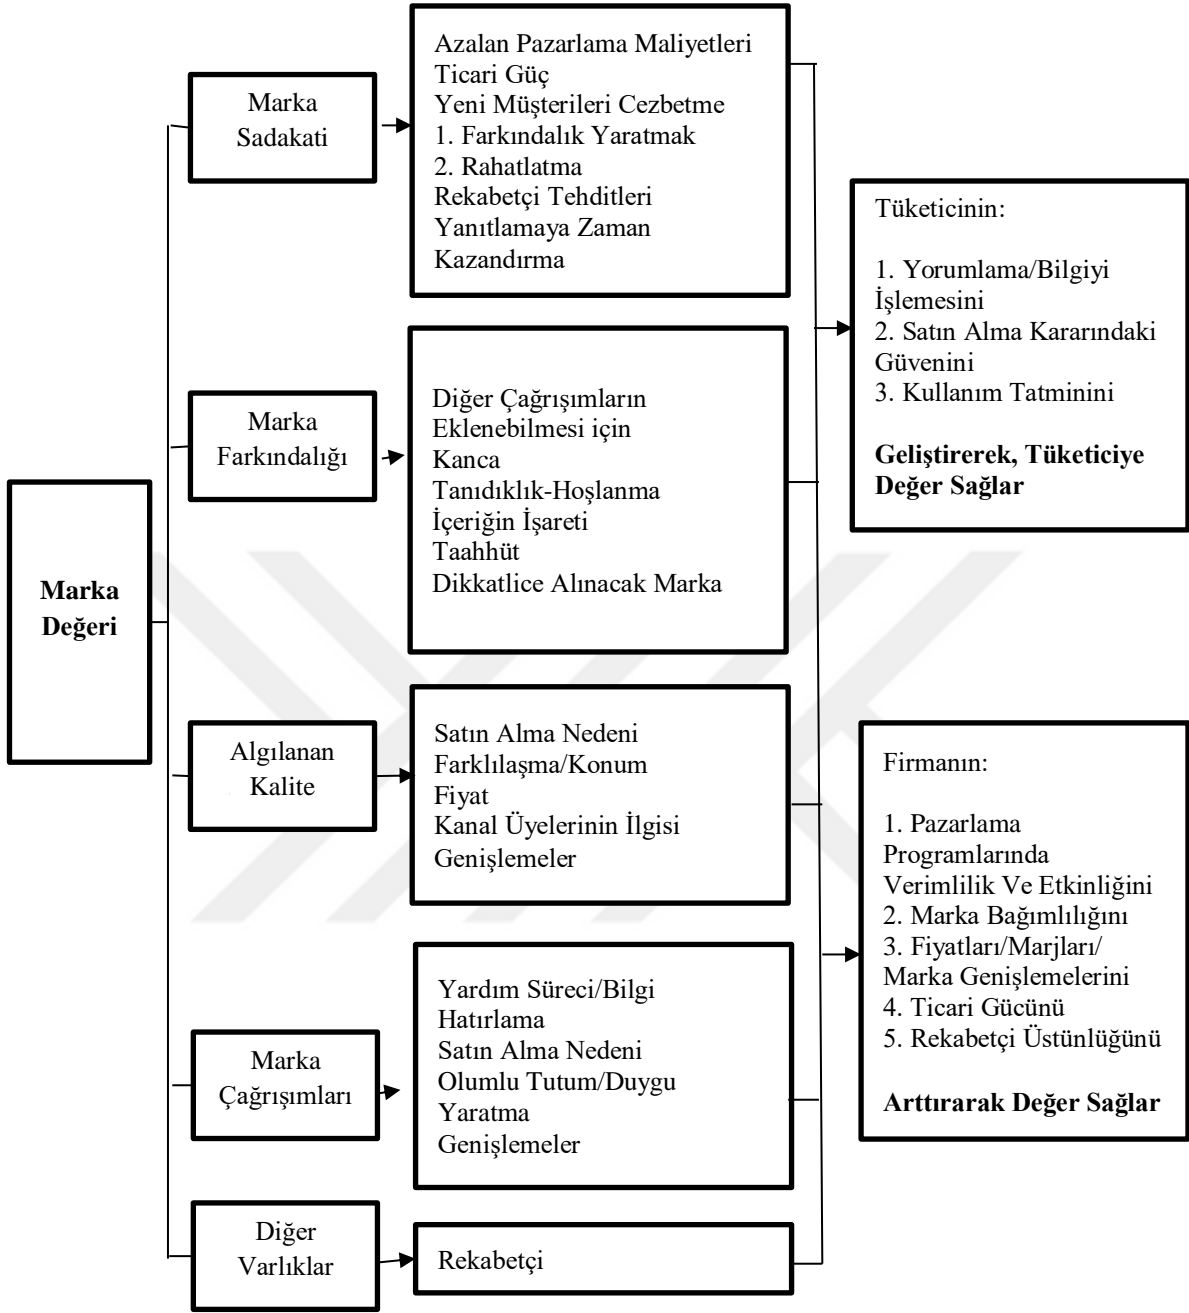 Marka
Değeri
Marka
Sadakati
Azalan Pazarlama Maliyetleri
Ticari Güç
Yeni Müşterileri Cezbetme
1. Farkındalık Yaratmak
2. Rahatlatma
Rekabetçi Tehditleri
Yanıtlamaya Zaman
Kazandırma
Marka
Farkındalığı
Diğer Çağrışımların
Eklenebilmesi için
Kanca
Tanıdıklık-Hoşlanma
İçeriğin İşareti
Taahhüt
Dikkatlice Alınacak Marka
Algılanan
Kalite
Satın Alma Nedeni
Farklılaşma/Konum
Fiyat
Kanal Üyelerinin İlgisi
Genişlemeler
Marka
Çağrışımları
Yardım Süreci/Bilgi
Hatırlama
Satın Alma Nedeni
Olumlu Tutum/Duygu
Yaratma
Genişlemeler
Diğer
Varlıklar
Rekabetçi
Tüketicinin:
1. Yorumlama/Bilgiyi
İşlemesini
2. Satın Alma Kararındaki
Güvenini
3. Kullanım Tatminini
Geliştirerek, Tüketiciye
Değer Sağlar
Firmanın:
1. Pazarlama
Programlarında
Verimlilik Ve Etkinliğini
2. Marka Bağımlılığını
3. Fiyatları/Marjları/
Marka Genişlemelerini
4. Ticari Gücünü
5. Rekabetçi Üstünlüğünü
Arttırarak Değer Sağlar